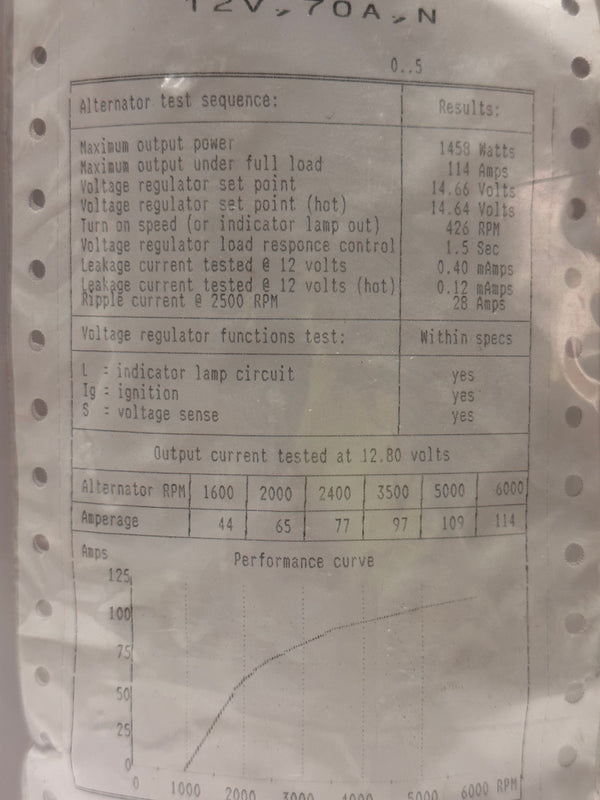 12V, 70A, N
0..5
Alternator test sequence: Results:
Maximum output power 1458 Watts
Maximum output under full load 114 Amps
Voltage regulator set point 14.66 Volts
Voltage regulator set point (hot) 14.64 Volts
Turn on speed (or indicator lamp out) 426 RPM
Voltage regulator load responce control 1.5 Sec
Leakage current tested @ 12 volts 0.40 mAmps
Leakage current tested @ 12 volts (hot) 0.12 mAmps
Ripple current @ 2500 RPM 28 Amps
Voltage regulator functions test: Within specs
L = indicator lamp circuit yes
Ig = ignition yes
S = voltage sense yes
Output current tested at 12.80 volts
Alternator RPM 1600 2000 2400 3500 5000 6000
Amperage 44 65 77 97 109 114
Amps Performance curve
125
100
75
50
25
0
0 1000 2000 3000 4000 5000 6000 RPM